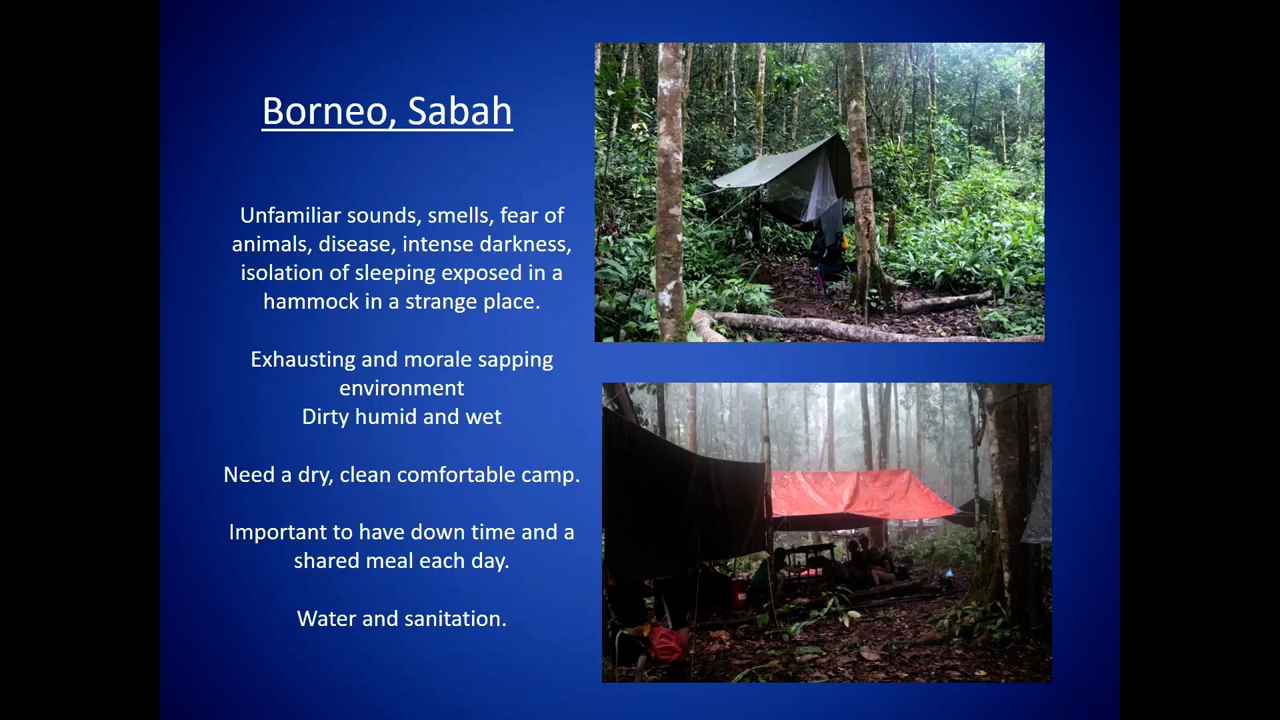 Borneo, Sabah
Unfamiliar sounds, smells, fear of
animals, disease, intense darkness,
isolation of sleeping exposed in a
hammock in a strange place.
Exhausting and morale sapping
environment
Dirty humid and wet
Need a dry, clean comfortable camp.
Important to have down time and a
shared meal each day.
Water and sanitation.